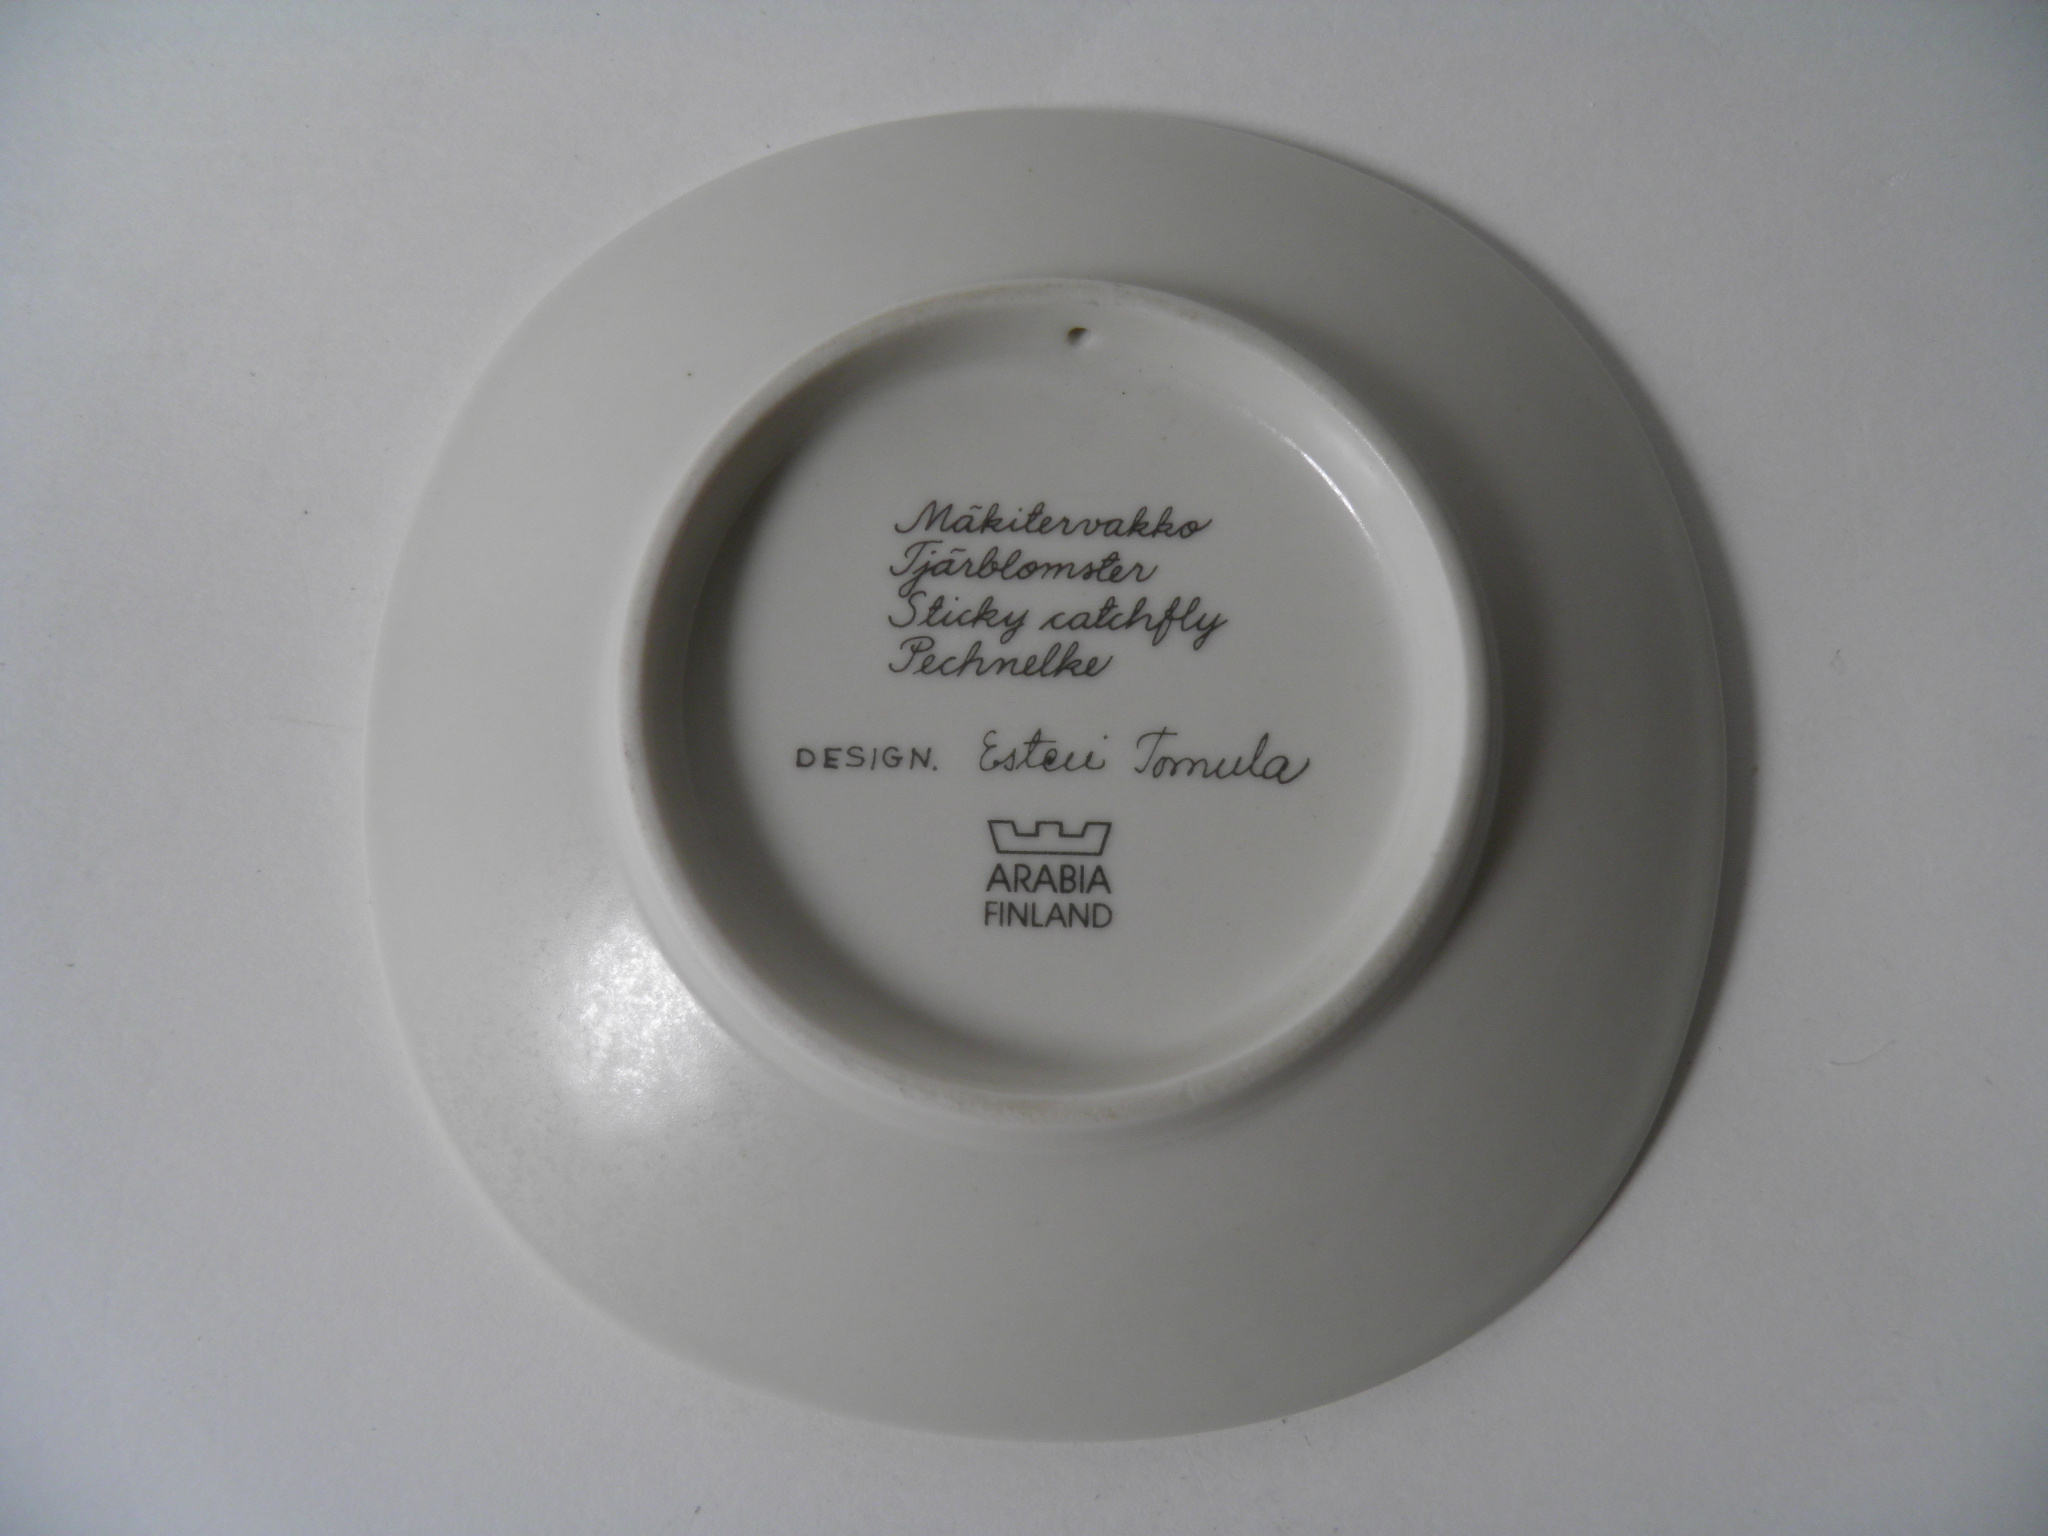 Mäkitervakko
Tjärblomster
Sticky catchfly
Pechnelke
DESIGN. Esteri Tomula
ARABIA
FINLAND